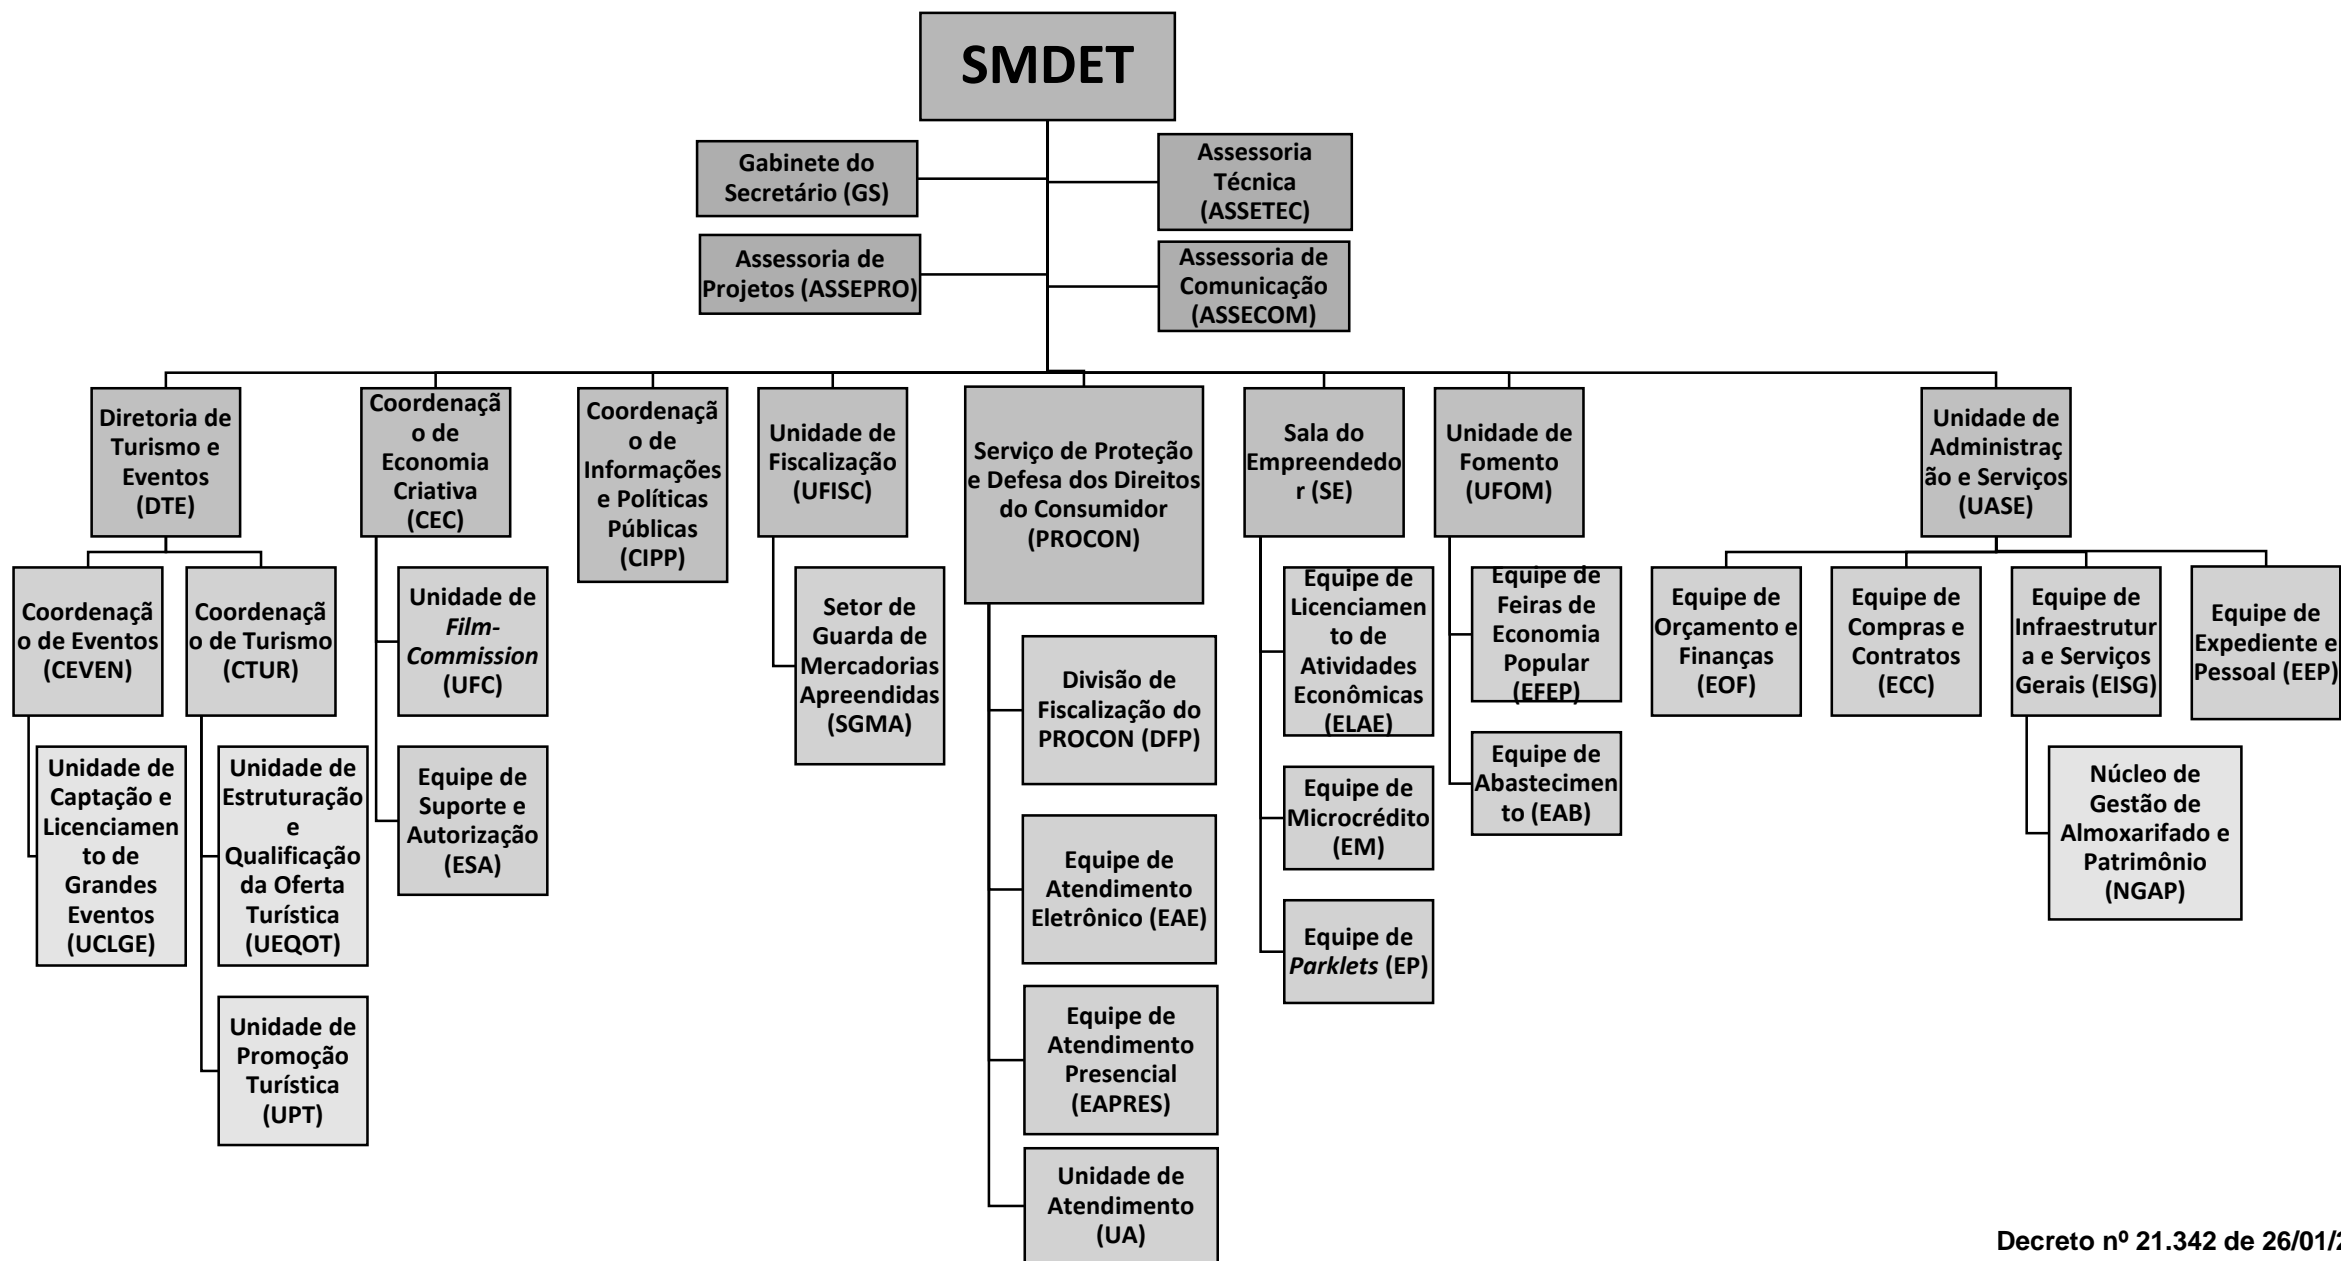 SMDET
Gabinete do
Secretário (GS)
Assessoria
Técnica
(ASSETEC)
Assessoria de
Projetos (ASSEPRO)
Assessoria de
Comunicação
(ASSECOM)
Diretoria de
Turismo e
Eventos
(DTE)
Coordenaçã
o de
Economia
Criativa
(CEC)
Coordenaçã
o de
Informações
e Políticas
Públicas
(CIPP)
Unidade de
Fiscalização
(UFISC)
Serviço de Proteção
e Defesa dos Direitos
do Consumidor
(PROCON)
Sala do
Empreendedo
r (SE)
Unidade de
Fomento
(UFOM)
Unidade de
Administraç
ão e Serviços
(UASE)
Coordenaçã
o de Eventos
(CEVEN)
Coordenaçã
o de Turismo
(CTUR)
Unidade de
Film-
Commission
(UFC)
Setor de
Guarda de
Mercadorias
Apreendidas
(SGMA)
Divisão de
Fiscalização do
PROCON (DFP)
Equipe de
Licenciamen
to de
Atividades
Econômicas
(ELAE)
Equipe de
Feiras de
Economia
Popular
(EFEP)
Equipe de
Orçamento e
Finanças
(EOF)
Equipe de
Compras e
Contratos
(ECC)
Equipe de
Infraestrutur
a e Serviços
Gerais (EISG)
Equipe de
Expediente e
Pessoal (EEP)
Unidade de
Captação e
Licenciamen
to de
Grandes
Eventos
(UCLGE)
Unidade de
Estruturação
e
Qualificação
da Oferta
Turística
(UEQOT)
Equipe de
Suporte e
Autorização
(ESA)
Equipe de
Atendimento
Eletrônico (EAE)
Equipe de
Microcrédito
(EM)
Equipe de
Abastecimen
to (EAB)
Núcleo de
Gestão de
Almoxarifado e
Patrimônio
(NGAP)
Equipe de
Parklets (EP)
Unidade de
Promoção
Turística
(UPT)
Equipe de
Atendimento
Presencial
(EAPRES)
Unidade de
Atendimento
(UA)
Decreto nº 21.342 de 26/01/2